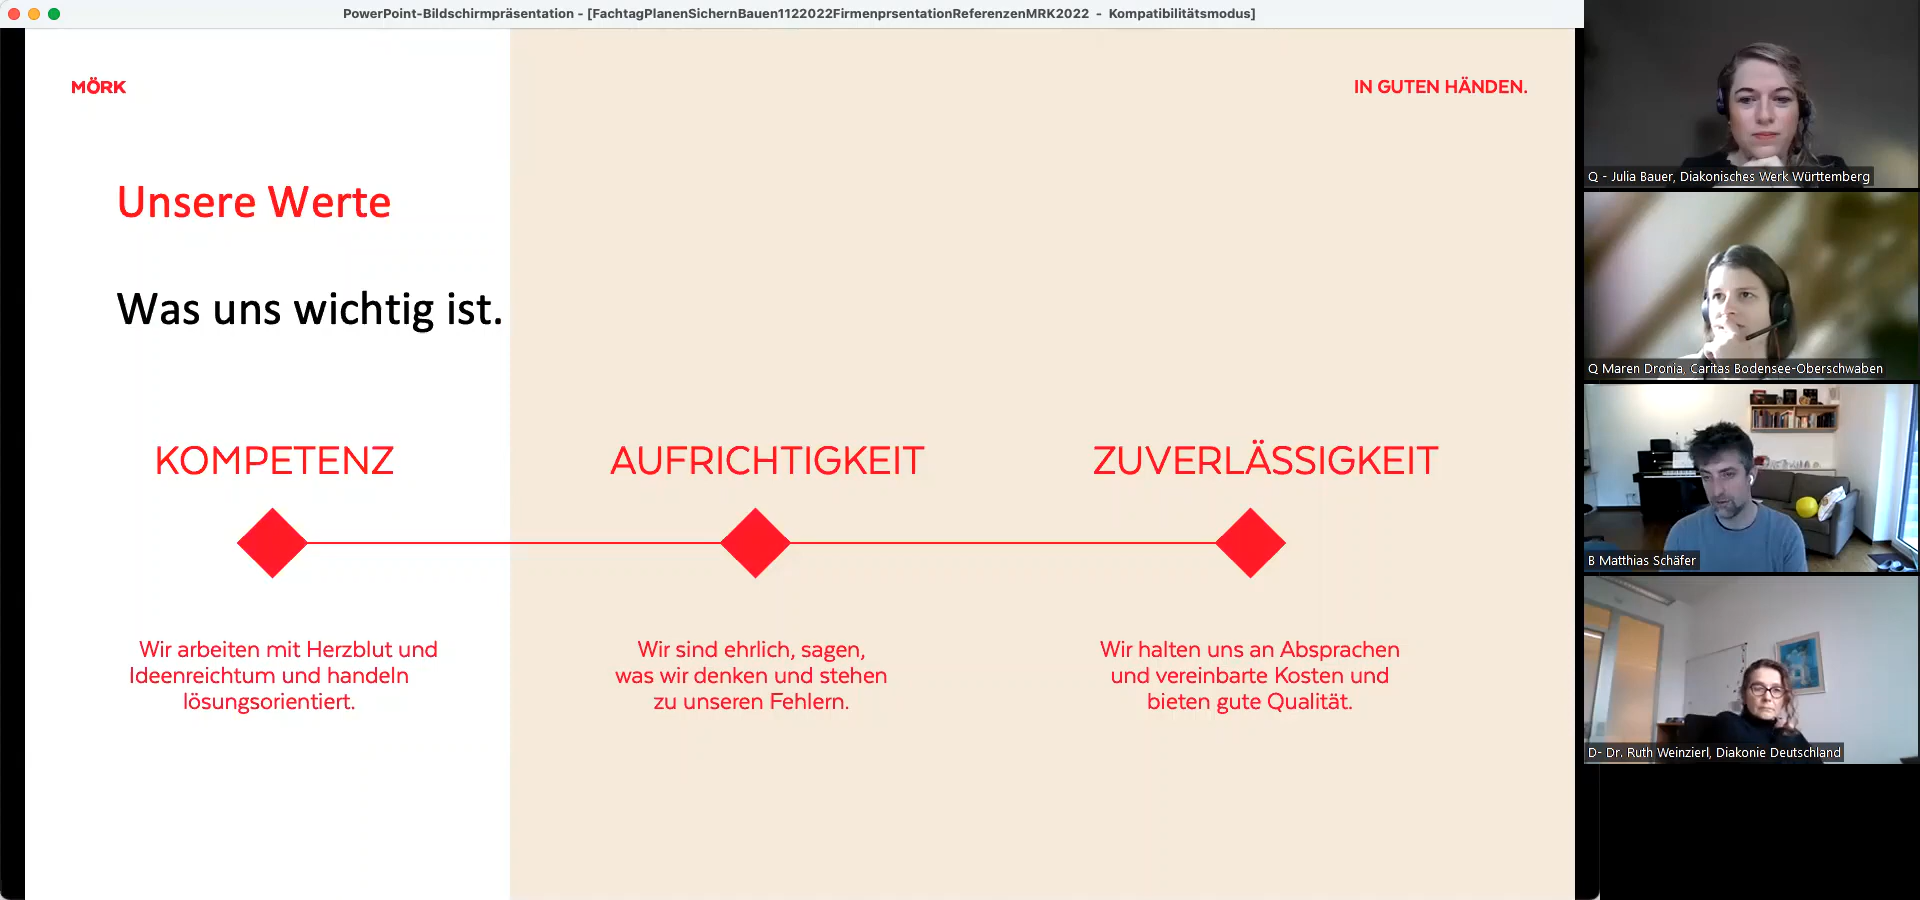 PowerPoint-Bildschirmpräsentation - [FachtagPlanenSichernBauen1122022FirmenprsentationReferenzenMRK2022 - Kompatibilitätsmodus]
MÖRK
IN GUTEN HÄNDEN.
Unsere Werte
Was uns wichtig ist.
KOMPETENZ
Wir arbeiten mit Herzblut und
Ideenreichtum und handeln
lösungsorientiert.
AUFRICHTIGKEIT
Wir sind ehrlich, sagen,
was wir denken und stehen
zu unseren Fehlern.
ZUVERLÄSSIGKEIT
Wir halten uns an Absprachen
und vereinbarte Kosten und
bieten gute Qualität.
Q - Julia Bauer, Diakonisches Werk Württemberg
Q Maren Dronia, Caritas Bodensee-Oberschwaben
B Matthias Schäfer
D- Dr. Ruth Weinzierl, Diakonie Deutschland